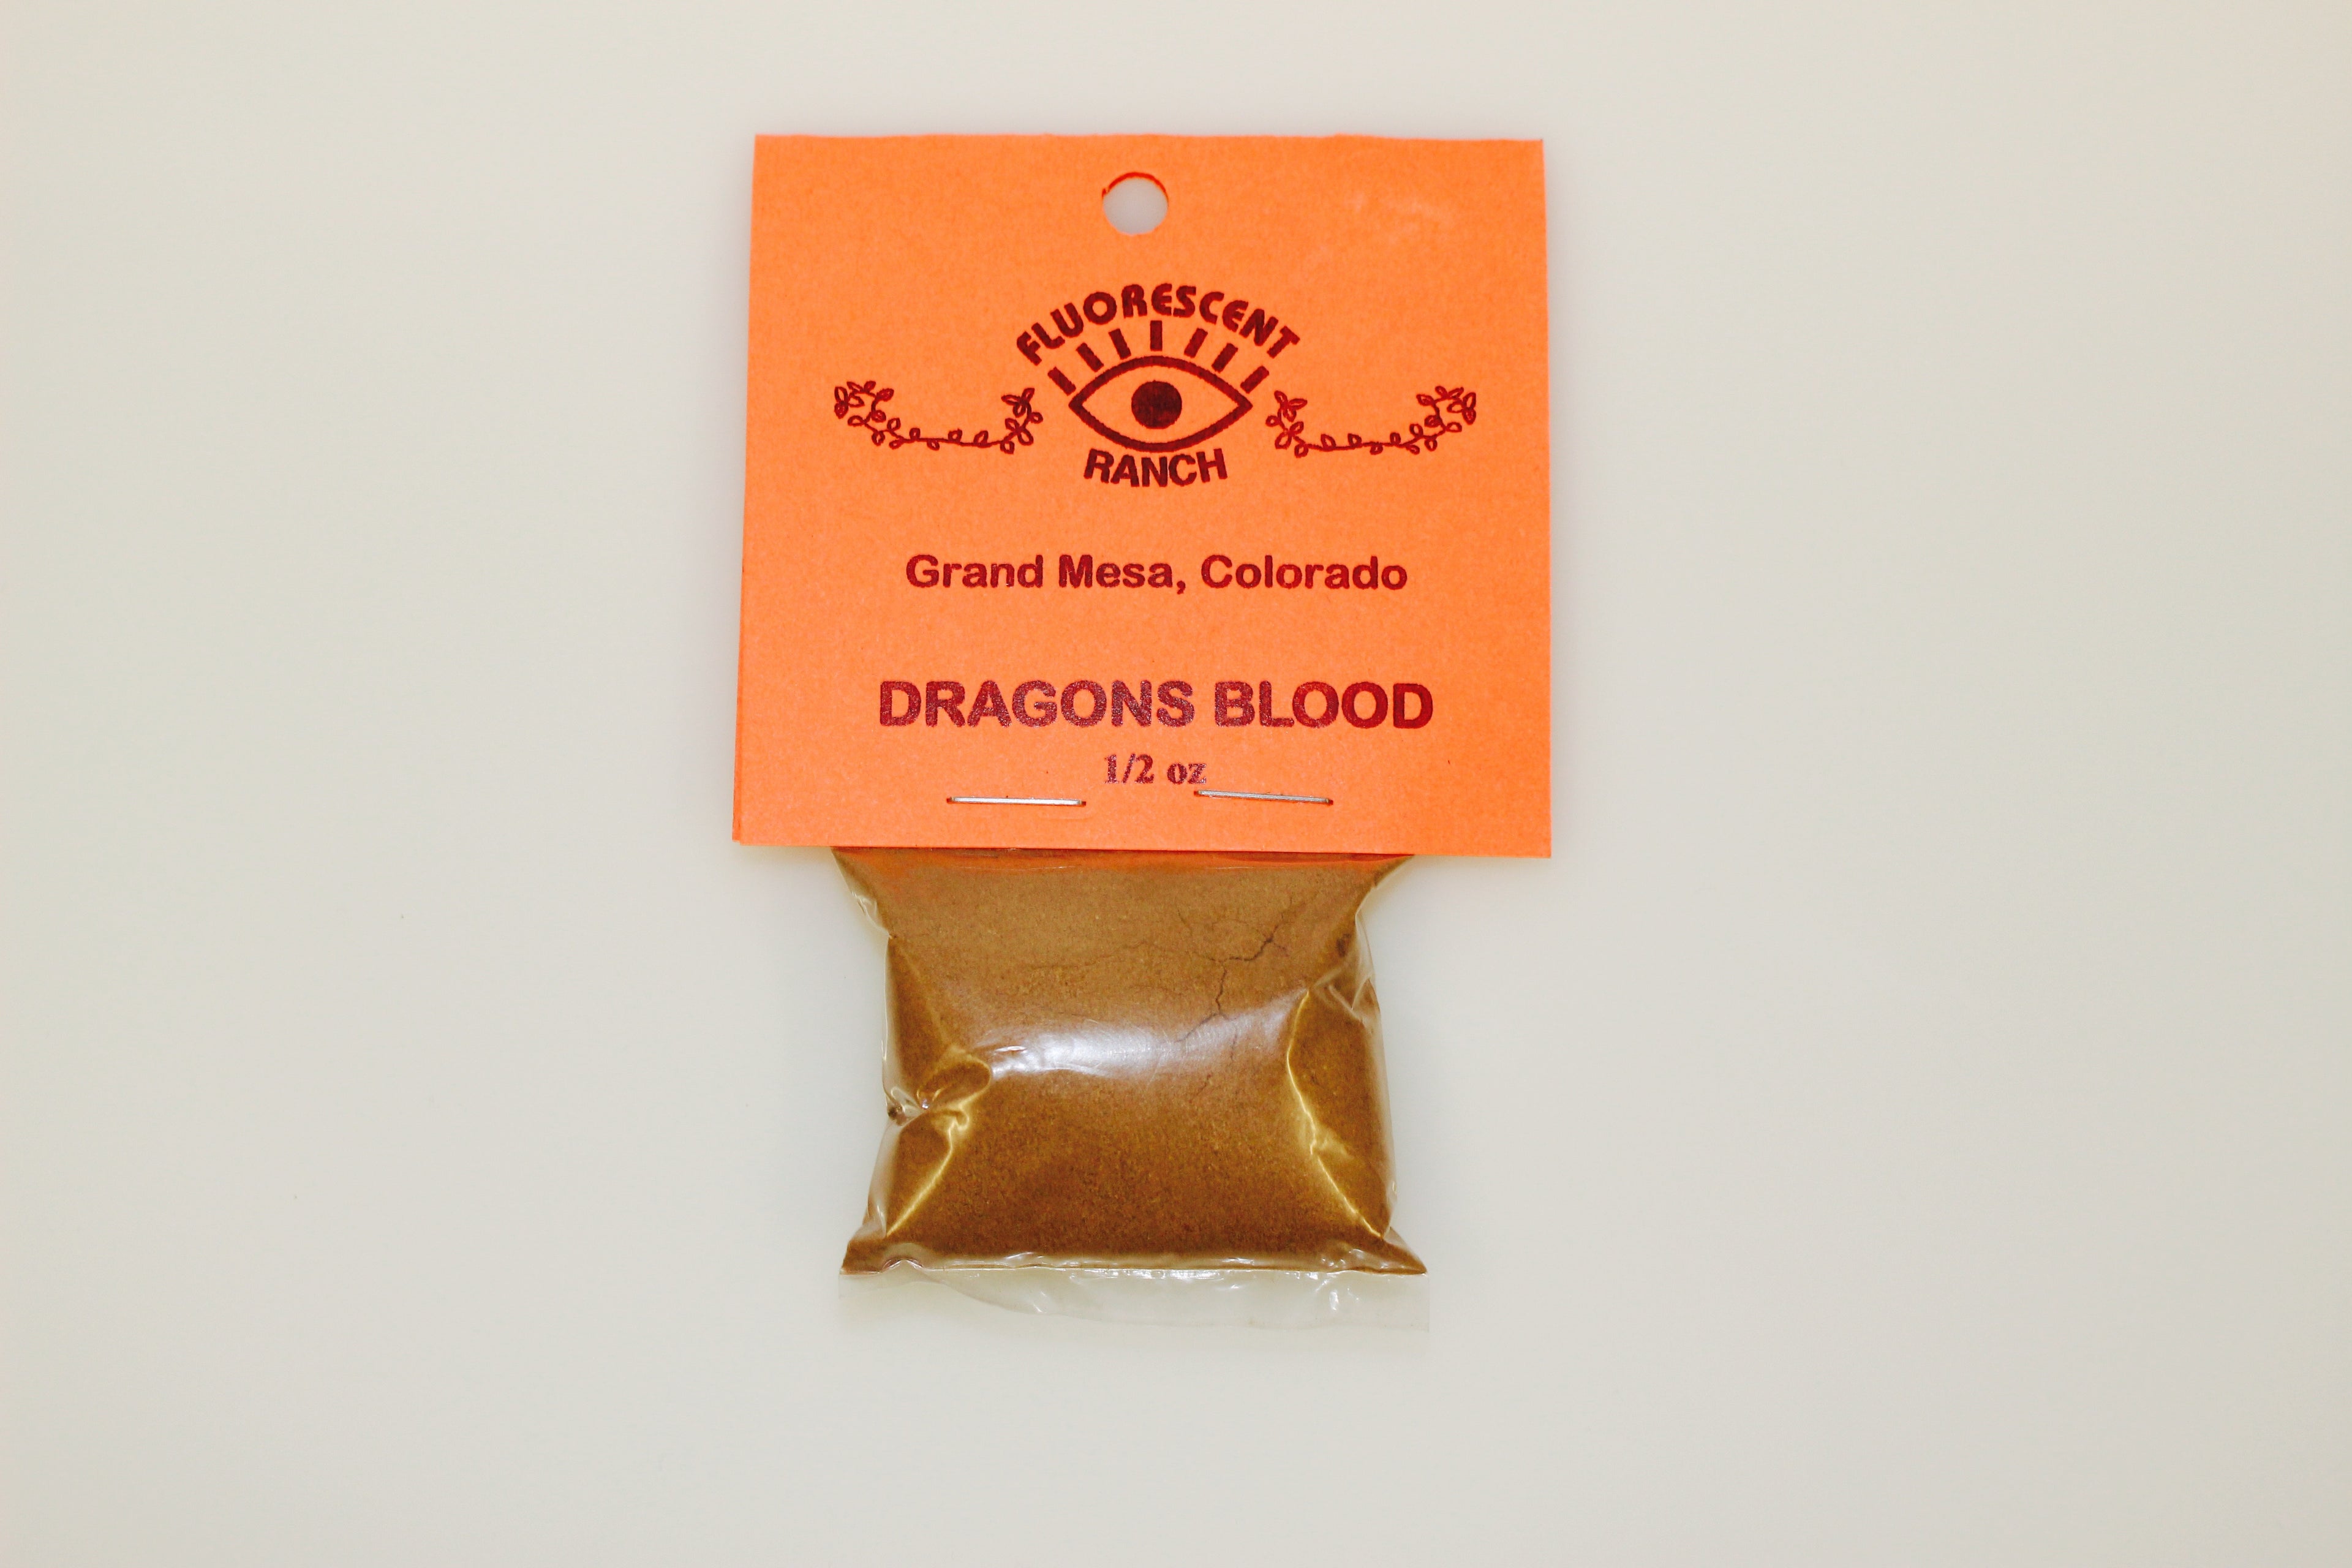 FLUORESCENT
RANCH
Grand Mesa, Colorado
DRAGONS BLOOD
1/2 oz